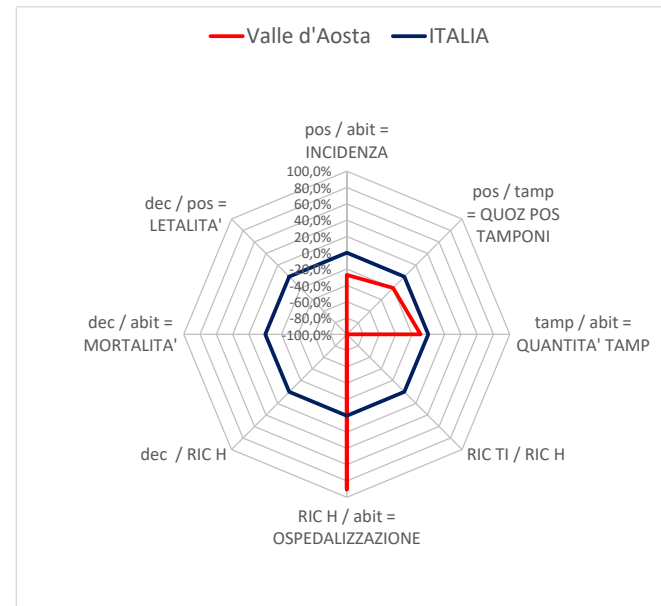 Valle d'Aosta ITALIA
pos / abit =
INCIDENZA
pos / tamp
= QUOZ POS
TAMPONI
tamp / abit =
QUANTITA' TAMP
RIC TI / RIC H
RIC H / abit =
OSPEDALIZZAZIONE
dec / RIC H
dec / abit =
MORTALITA'
dec / pos =
LETALITA'
100,0%
80,0%
60,0%
40,0%
20,0%
0,0%
-20,0%
-40,0%
-60,0%
-80,0%
-100,0%